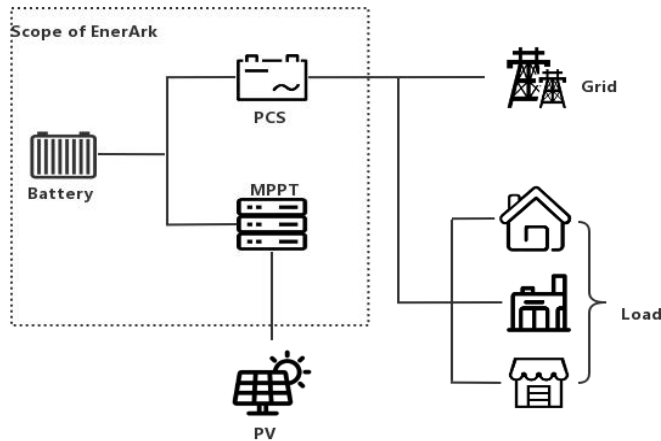 Scope of EnerArk
PCS
Grid
Battery
MPPT
Load
PV